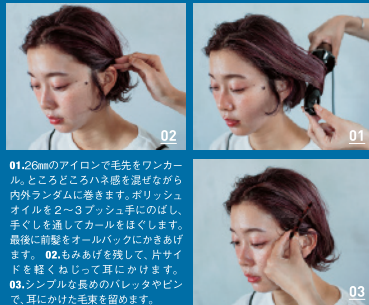 02
01
01.26㎜のアイロンで毛先をワンカー
ル。ところどころハネ感を混ぜながら
内外ランダムに巻きます。ポリッシュ
オイルを2〜3プッシュ手にのばし、
手ぐしを通してカールをほぐします。
最後に前髪をオールバックにかきあげ
ます。 02.もみあげを残して、片サイ
ドを軽くねじって耳にかけます。
03.シンプルな長めのバレッタやピン
で、耳にかけた毛束を留めます。
03